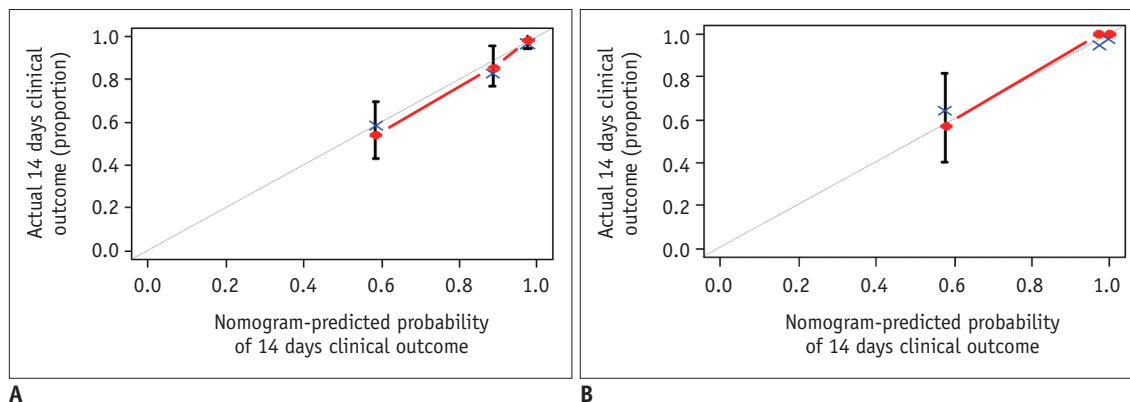 Actual 14 days clinical
outcome (proportion)
1.0
0.8
0.6
0.4
0.2
0.0
0.0 0.2 0.4 0.6 0.8 1.0
Nomogram-predicted probability
of 14 days clinical outcome
A
Actual 14 days clinical
outcome (proportion)
1.0
0.8
0.6
0.4
0.2
0.0
0.0 0.2 0.4 0.6 0.8 1.0
Nomogram-predicted probability
of 14 days clinical outcome
B